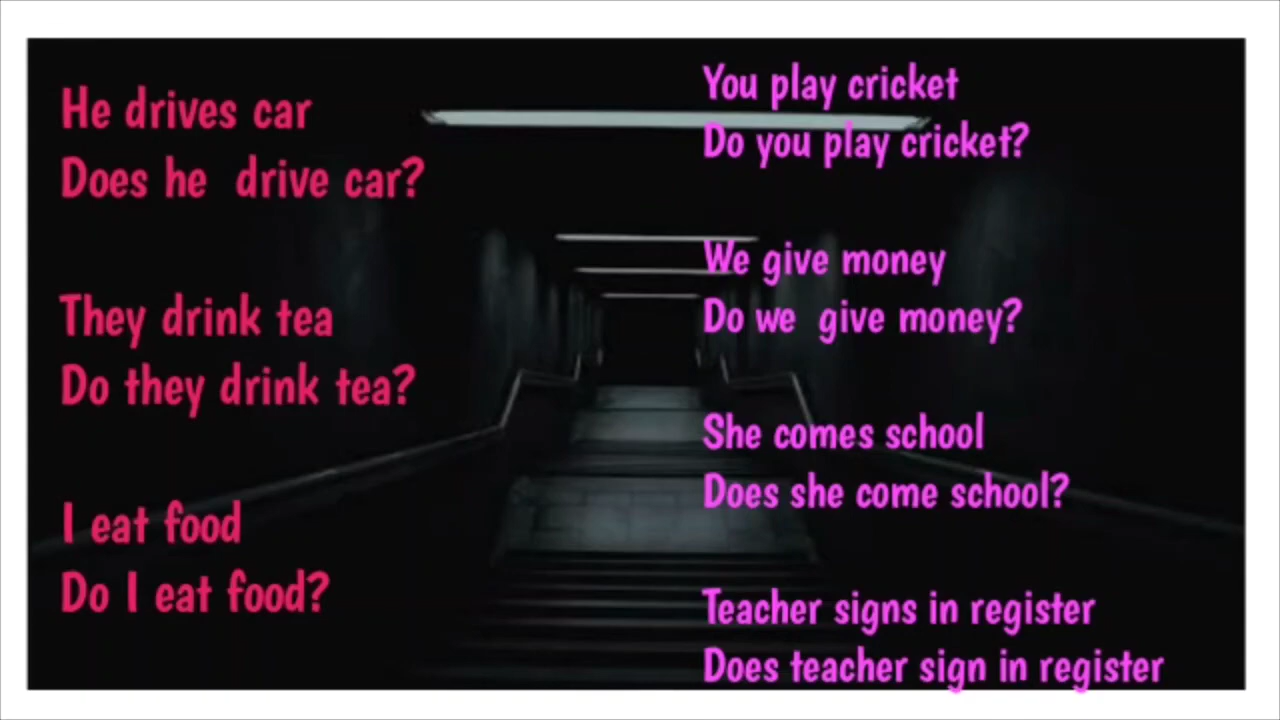 He drives car
Does he drive car?
They drink tea
Do they drink tea?
I eat food
Do I eat food?
You play cricket
Do you play cricket?
We give money
Do we give money?
She comes school
Does she come school?
Teacher signs in register
Does teacher sign in register